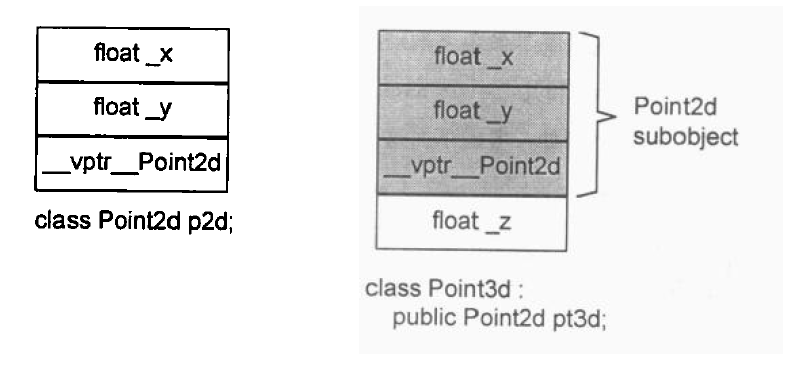 float _x
float _y
__vptr__Point2d
class Point2d p2d;
float _x
float _y
__vptr__Point2d
float _z
Point2d
subobject
class Point3d :
public Point2d pt3d;